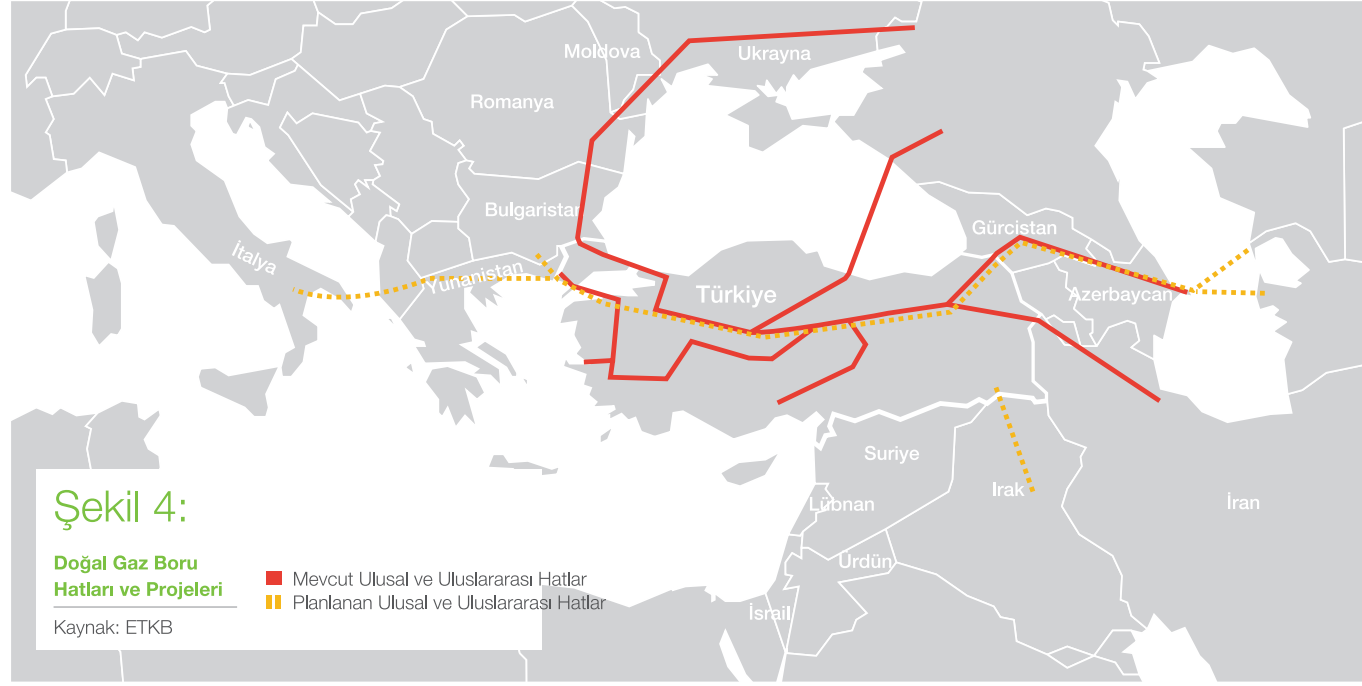 Moldova
Ukrayna
Romanya
Bulgaristan
Gürcistan
İtalya
Yunanistan
Türkiye
Azerbaycan
Suriye
Irak
İran
Lübnan
Ürdün
İsrail
Şekil 4:
Doğal Gaz Boru
Hatları ve Projeleri
Kaynak: ETKB
Mevcut Ulusal ve Uluslararası Hatlar
Planlanan Ulusal ve Uluslararası Hatlar